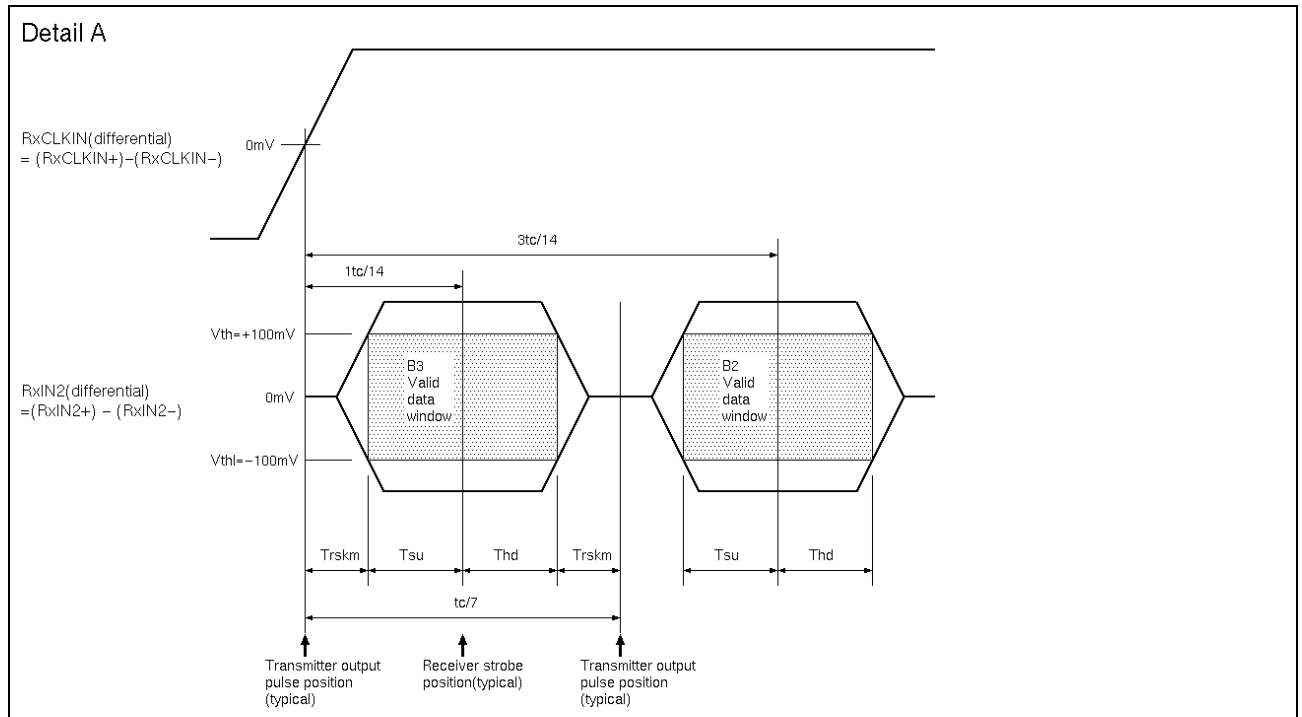 Detail A
RxCLKIN(differential)
= (RxCLKIN+)−(RxCLKIN−)
0mV
3tc/14
1tc/14
Vth=+100mV
B3
Valid
data
window
B2
Valid
data
window
RxIN2(differential)
=(RxIN2+) − (RxIN2−)
0mV
Vthl=−100mV
Trskm
Tsu
Thd
Trskm
Tsu
Thd
tc/7
Transmitter output
pulse position
(typical)
Receiver strobe
position(typical)
Transmitter output
pulse position
(typical)